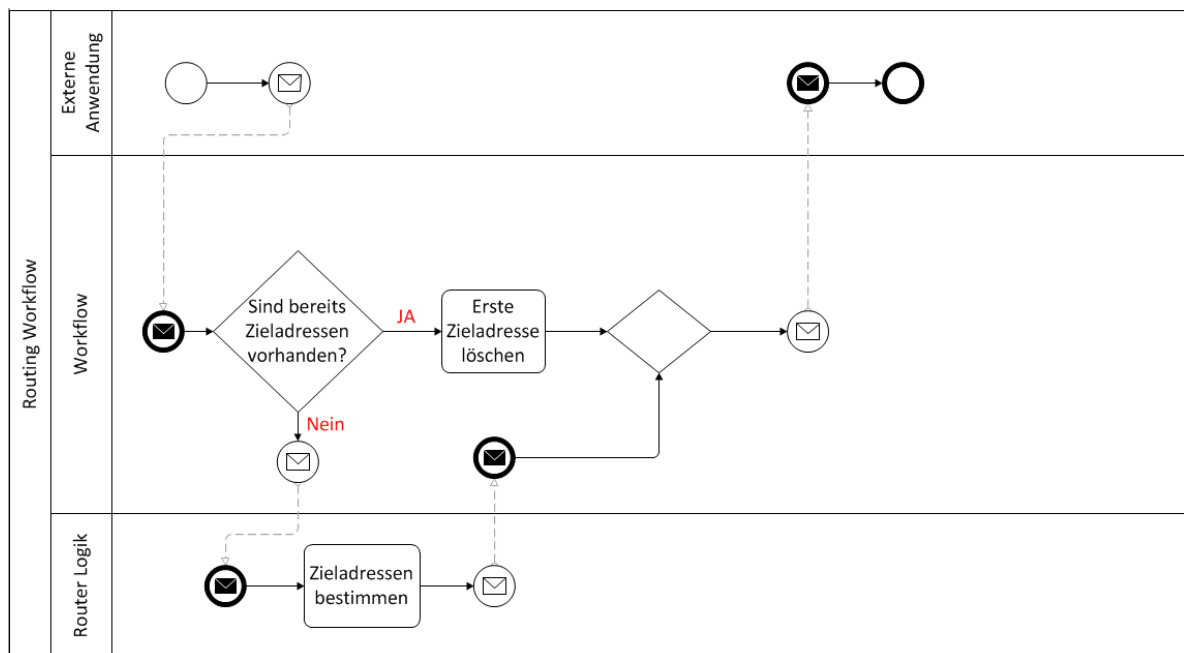 Routing Workflow
Externe
Anwendung
Workflow
Sind bereits
Zieladressen
vorhanden?
JA
Erste
Zieladresse
löschen
Nein
Router Logik
Zieladressen
bestimmen